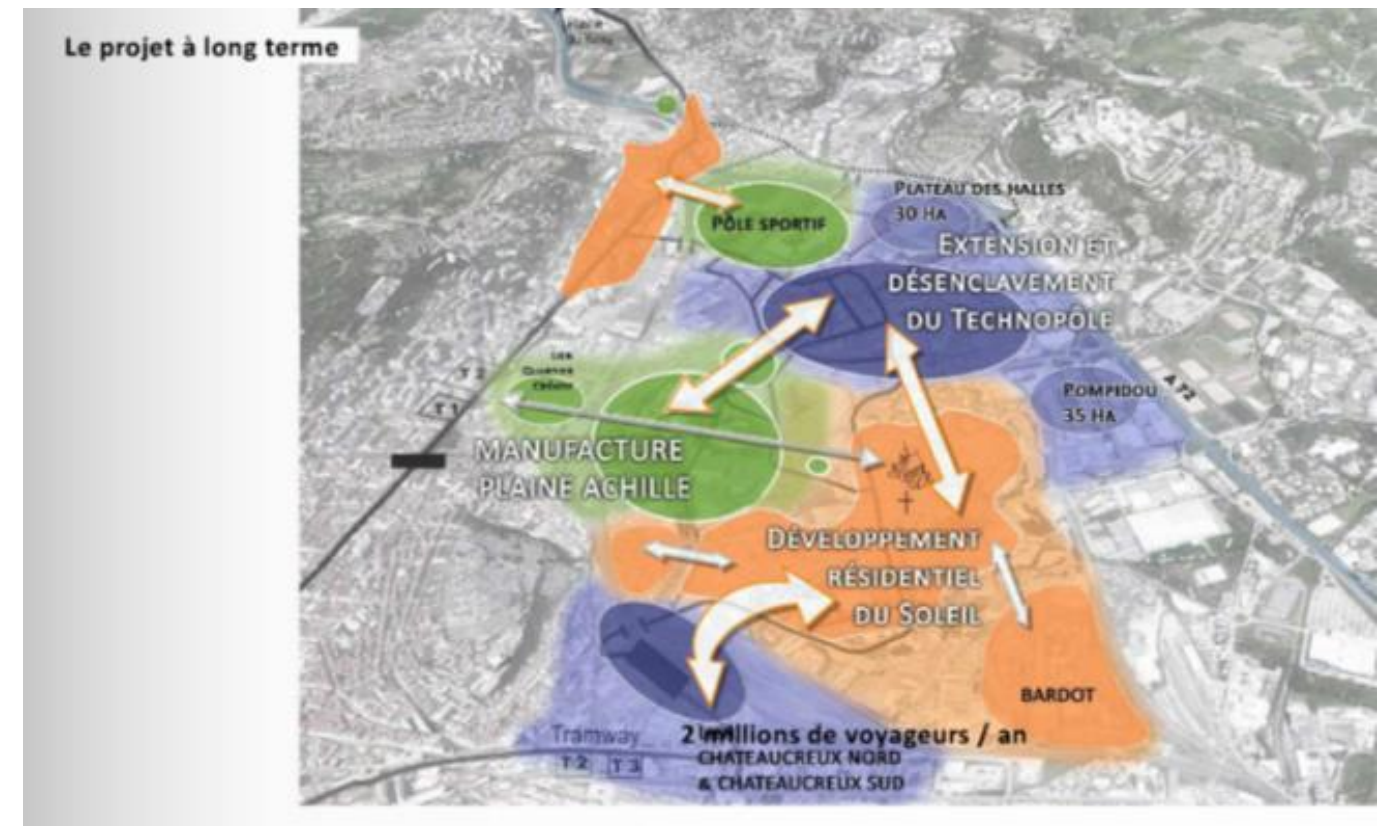 Le projet à long terme
PÔLE SPORTIF
PLATEAU DES HALLES
30 HA
EXTENSION ET
DÉSENCLAVEMENT
DU TECHNOPÔLE
POMPIDOU
35 HA
A 72
T 2
T 1
MANUFACTURE
PLAINE ACHILLE
DÉVELOPPEMENT
RÉSIDENTIEL
DU SOLEIL
BARDOT
2 millions de voyageurs / an
Tramway
T 2 T 3
CHATEAUCREUX NORD
& CHATEAUCREUX SUD